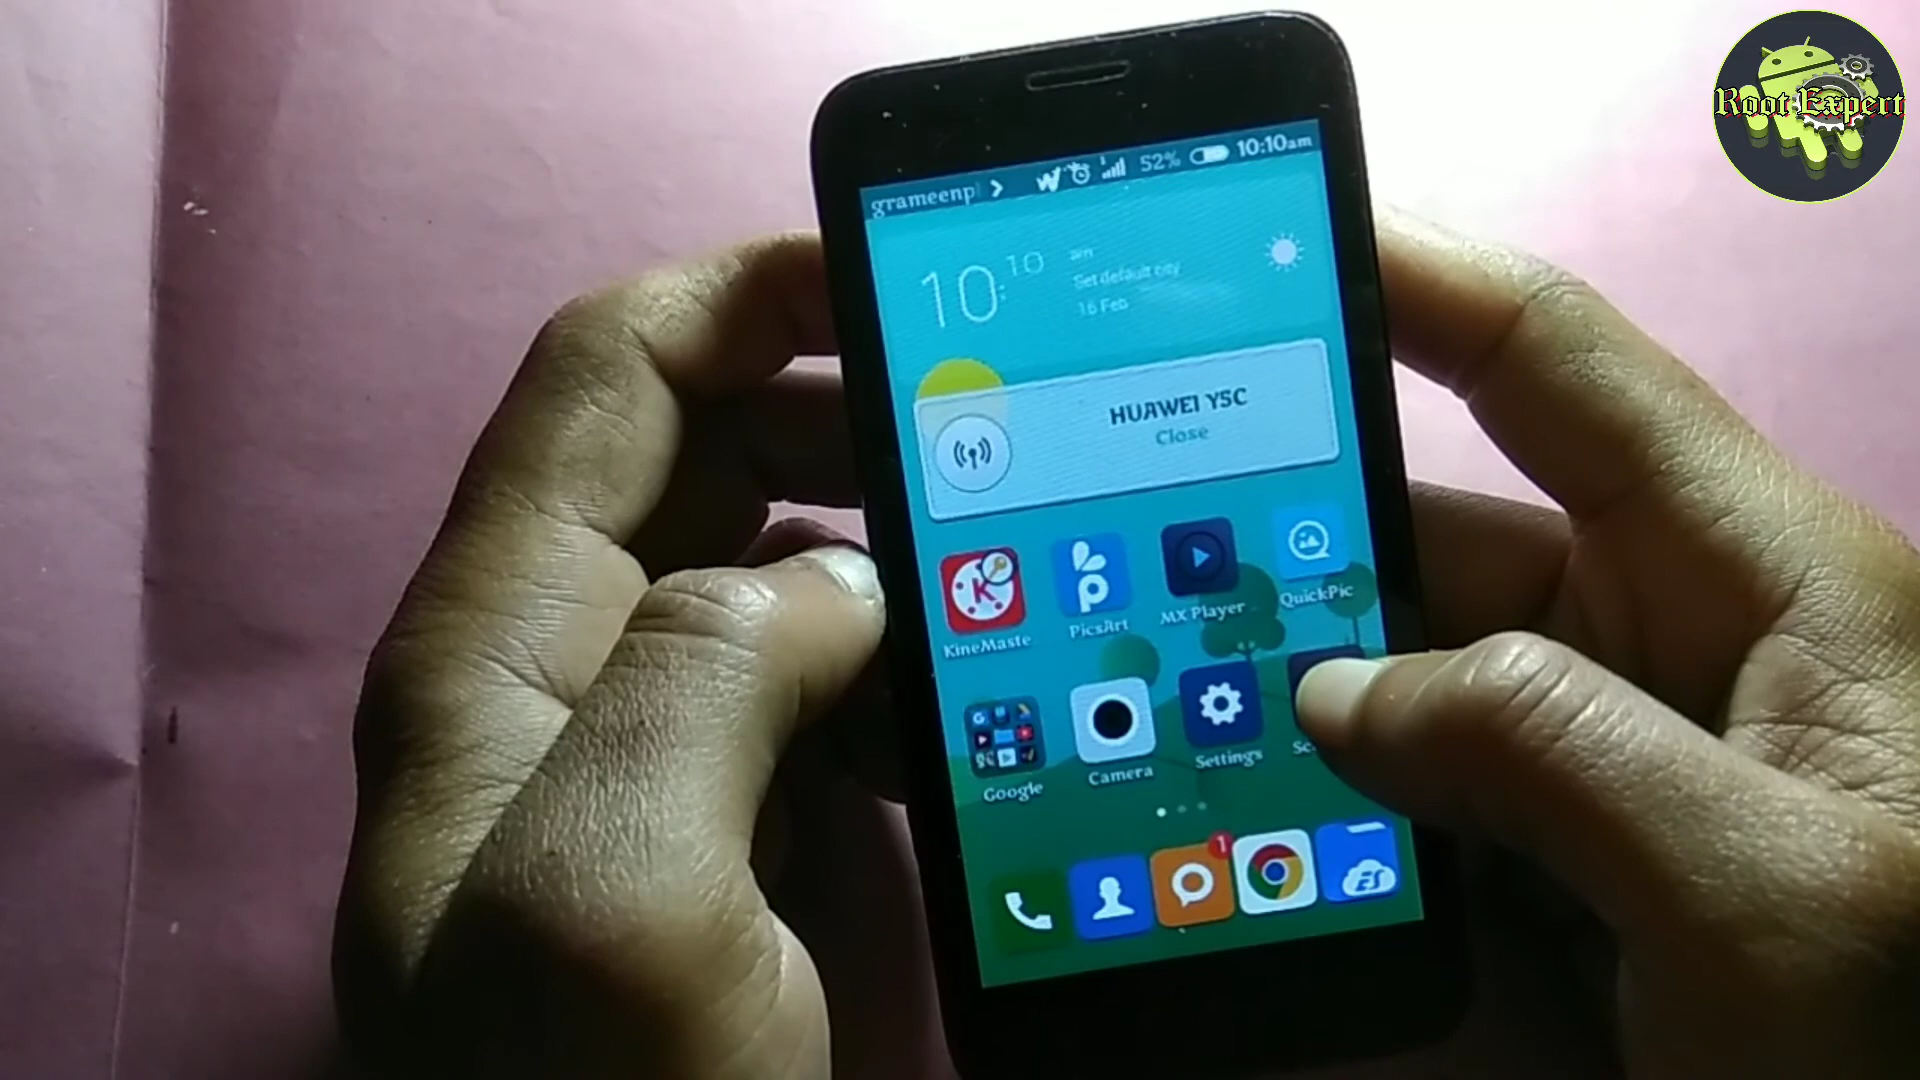 Root Expert
grameenp
52%
10:10am
10:10
am
Set default city
16 Feb
HUAWEI Y5C
Close
KineMaste
PicsArt
MX Player
QuickPic
Google
Camera
Settings
1
ES